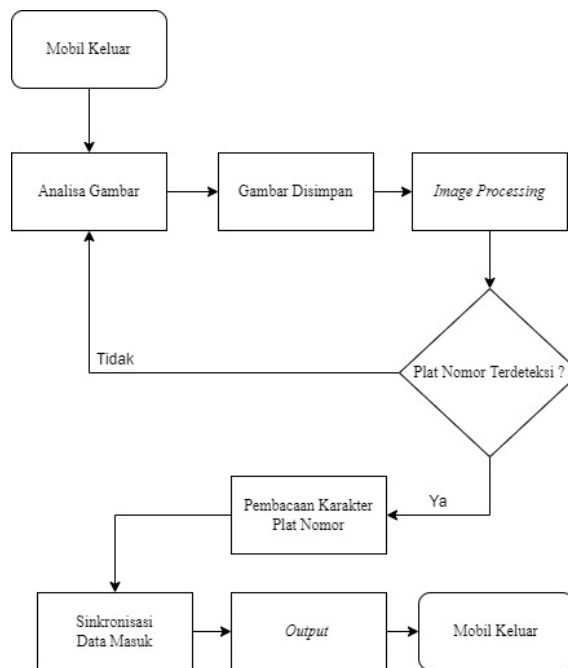 Mobil Keluar
Analisa Gambar
Gambar Disimpan
Image Processing
Plat Nomor Terdeteksi ?
Tidak
Ya
Pembacaan Karakter
Plat Nomor
Sinkronisasi
Data Masuk
Output
Mobil Keluar